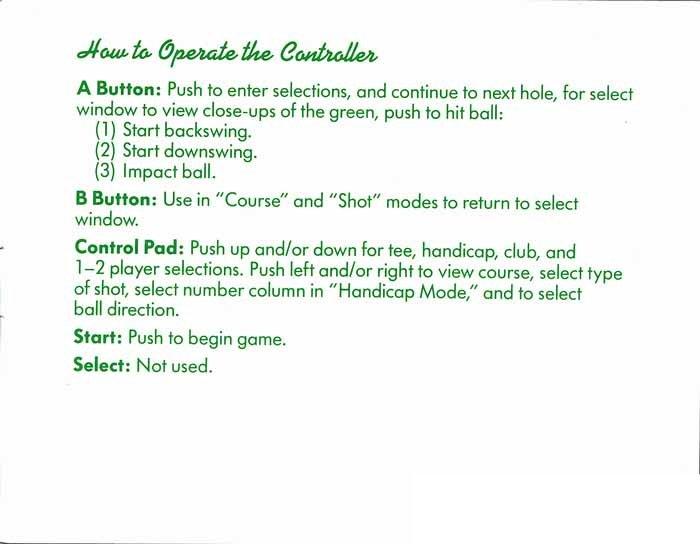 How to Operate the Controller
A Button: Push to enter selections, and continue to next hole, for select
window to view close-ups of the green, push to hit ball:
(1) Start backswing.
(2) Start downswing.
(3) Impact ball.
B Button: Use in "Course" and "Shot" modes to return to select
window.
Control Pad: Push up and/or down for tee, handicap, club, and
1–2 player selections. Push left and/or right to view course, select type
of shot, select number column in "Handicap Mode," and to select
ball direction.
Start: Push to begin game.
Select: Not used.